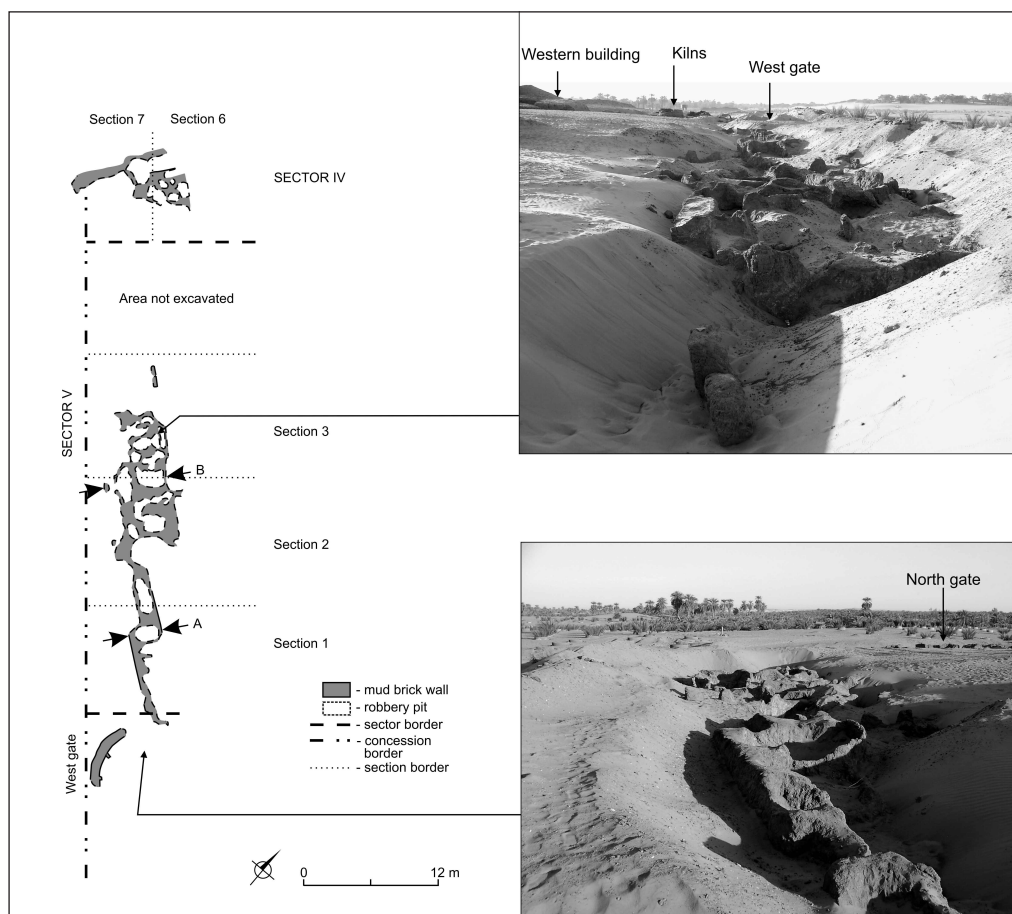 Section 7
Section 6
SECTOR IV
Area not excavated
SECTOR V
Section 3
B
Section 2
A
Section 1
West gate
- mud brick wall
- robbery pit
- sector border
- concession
border
- section border
0
12 m
Western building
Kilns
West gate
North gate